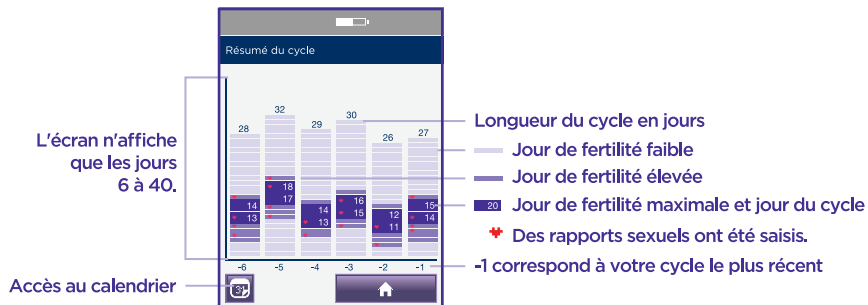 Résumé du cycle
28
32
29
30
26
27
14
13
18
17
14
13
16
15
12
11
15
14
-6
-5
-4
-3
-2
-1
31
L'écran n'affiche
que les jours
6 à 40.
Accès au calendrier
Longueur du cycle en jours
Jour de fertilité faible
Jour de fertilité élevée
20
Jour de fertilité maximale et jour du cycle
Des rapports sexuels ont été saisis.
-1 correspond à votre cycle le plus récent